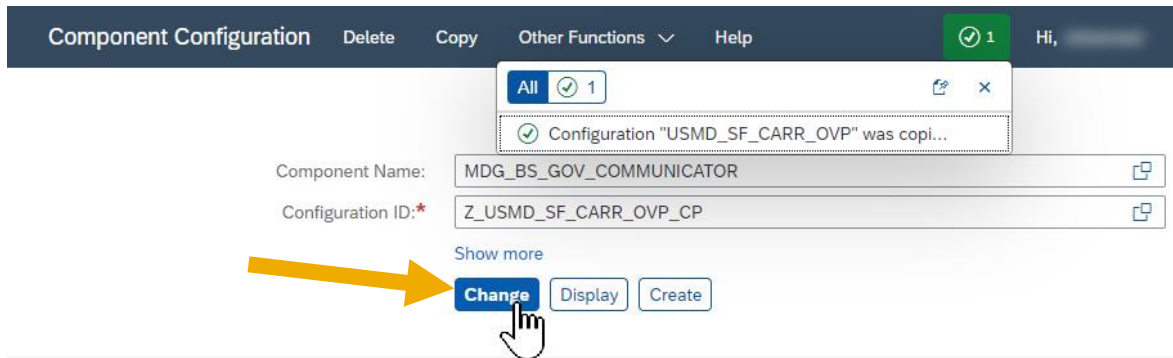 Component Configuration Delete Copy Other Functions Help 1 Hi,
All 1
Configuration "USMD_SF_CARR_OVP" was copi...
Component Name: MDG_BS_GOV_COMMUNICATOR
Configuration ID:* Z_USMD_SF_CARR_OVP_CP
Show more
Change Display Create